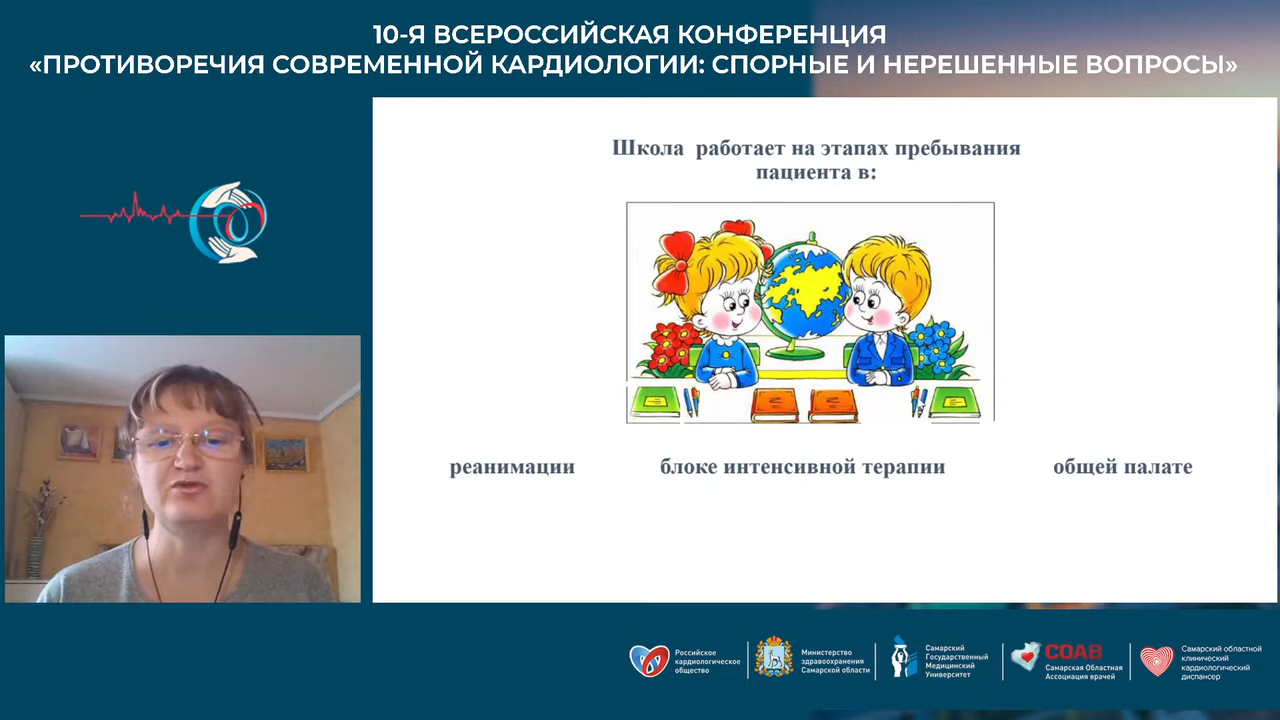 10-Я ВСЕРОССИЙСКАЯ КОНФЕРЕНЦИЯ
«ПРОТИВОРЕЧИЯ СОВРЕМЕННОЙ КАРДИОЛОГИИ: СПОРНЫЕ И НЕРЕШЕННЫЕ ВОПРОСЫ»
Школа работает на этапах пребывания
пациента в:
реанимации
блоке интенсивной терапии
общей палате
Российское
кардиологическое
общество
Министерство
здравоохранения
Самарской области
Самарский
Государственный
Медицинский
Университет
СОАВ
Самарская Областная
Ассоциация врачей
Самарский областной
клинический
кардиологический
диспансер